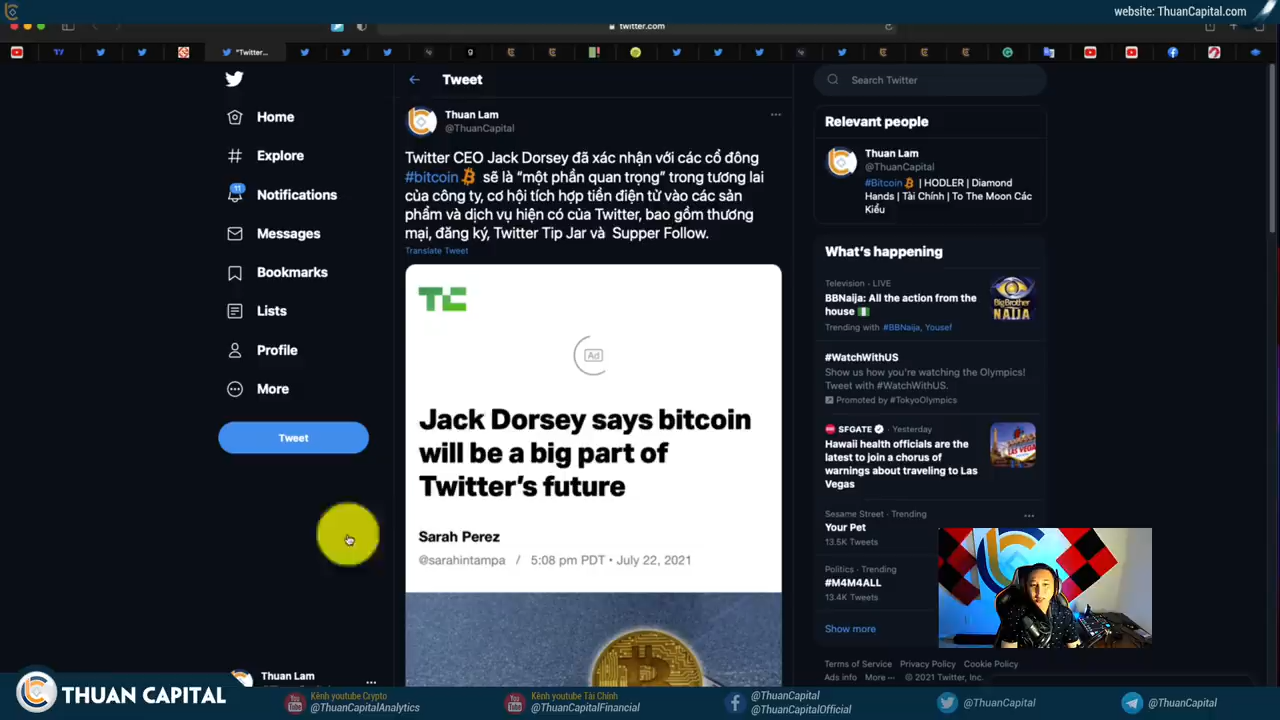 website: ThuanCapital.com
twitter.com
"Twitter...
Tweet
Search Twitter
Home
Explore
11
Notifications
Messages
Bookmarks
Lists
Profile
More
Tweet
Thuan Lam
@ThuanCapital
Twitter CEO Jack Dorsey đã xác nhận với các cổ đông
#bitcoin sẽ là “một phần quan trọng” trong tương lai
của công ty, cơ hội tích hợp tiền điện tử vào các sản
phẩm và dịch vụ hiện có của Twitter, bao gồm thương
mại, đăng ký, Twitter Tip Jar và Supper Follow.
Translate Tweet
TC
Ad
Jack Dorsey says bitcoin
will be a big part of
Twitter’s future
Sarah Perez
@sarahintampa / 5:08 pm PDT • July 22, 2021
Relevant people
Thuan Lam
@ThuanCapital
#Bitcoin | HODLER | Diamond
Hands | Tài Chính | To The Moon Các
Kiểu
What’s happening
Television · LIVE
BBNaija: All the action from the
house
Trending with #BBNaija, Yousef
Big Brother
NAIJA
#WatchWithUS
Show us how you're watching the Olympics!
Tweet with #WatchWithUS.
Promoted by #TokyoOlympics
SFGATE · Yesterday
Hawaii health officials are the
latest to join a chorus of
warnings about traveling to Las
Vegas
Sesame Street · Trending
Your Pet
13.5K Tweets
Politics · Trending
#M4M4ALL
13.4K Tweets
Show more
Terms of Service Privacy Policy Cookie Policy
Ads info More ··· © 2021 Twitter, Inc.
Thuan Lam
THUAN CAPITAL
Kênh youtube Crypto
@ThuanCapitalAnalytics
Kênh youtube Tài Chính
@ThuanCapitalFinancial
@ThuanCapital
@ThuanCapitalOfficial
@ThuanCapital
@ThuanCapital